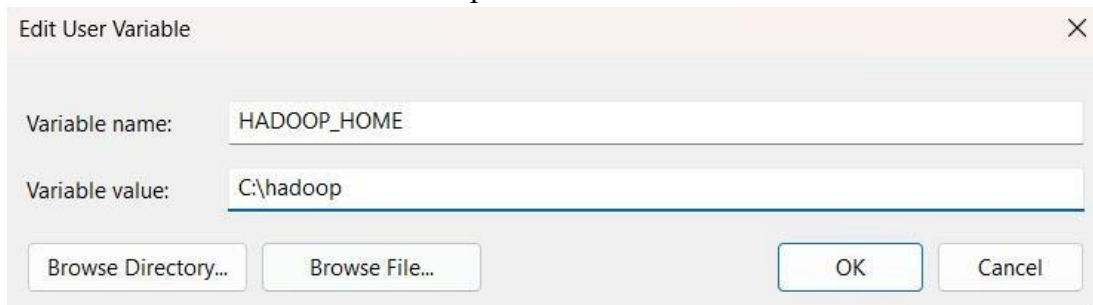 Edit User Variable
Variable name: HADOOP_HOME
Variable value: C:\hadoop
Browse Directory... Browse File... OK Cancel